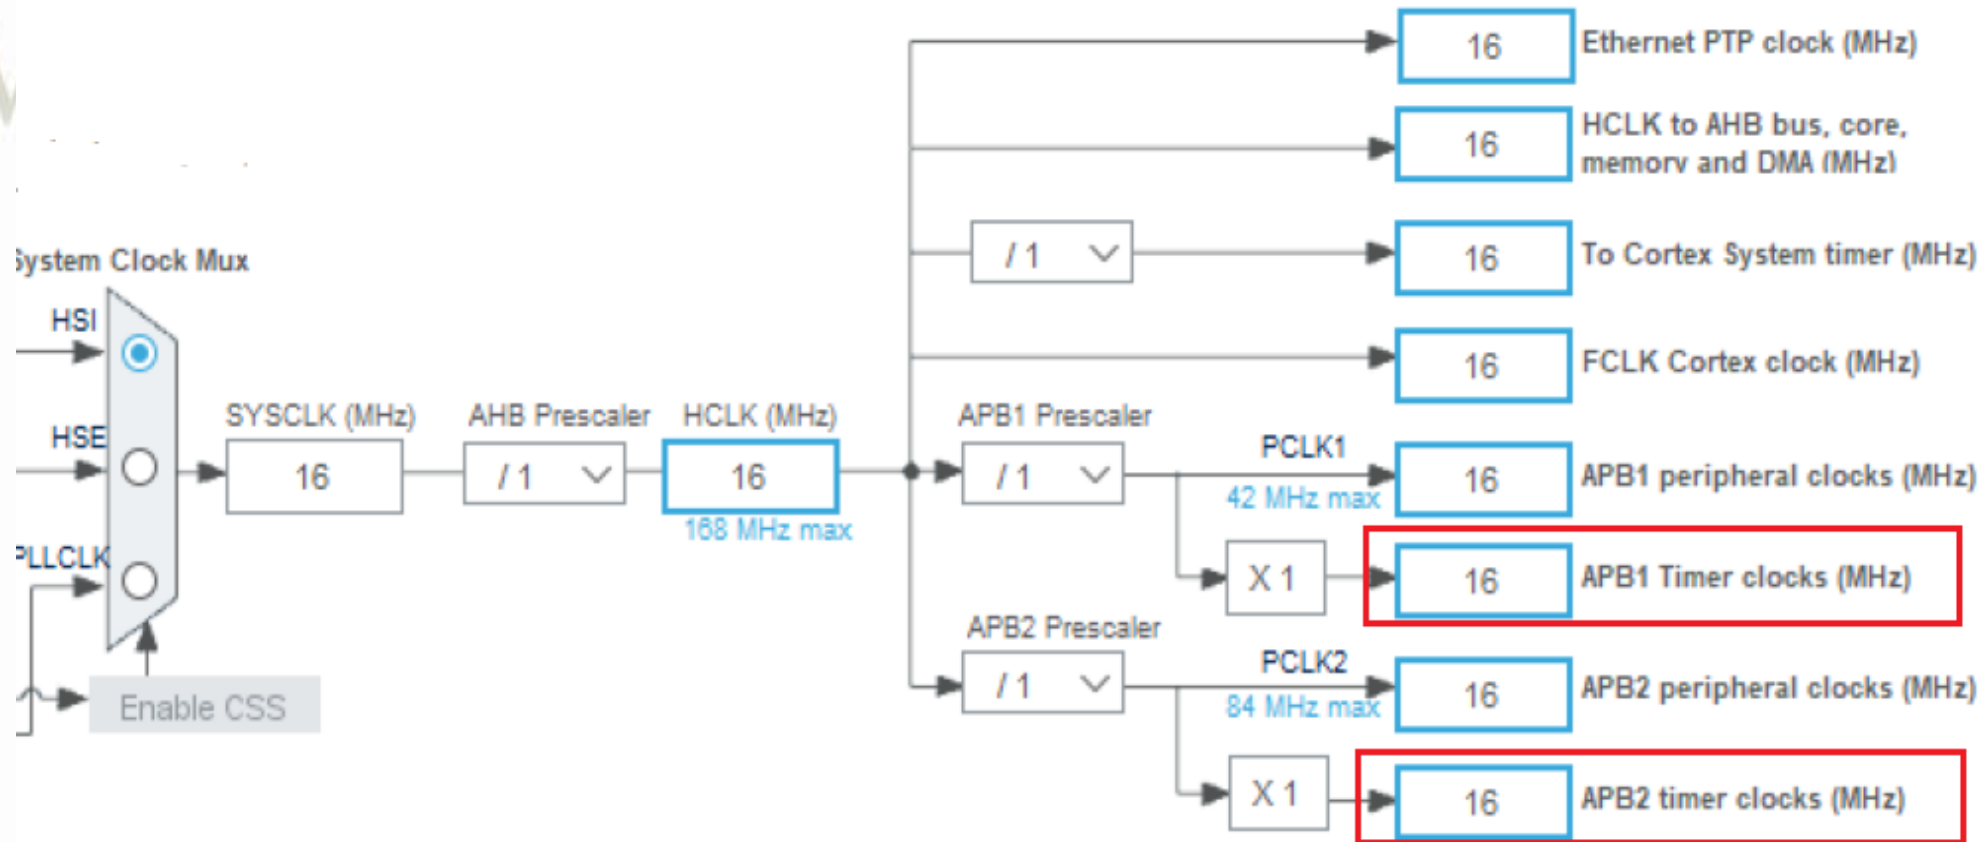 16
Ethernet PTP clock (MHz)
16
HCLK to AHB bus, core,
memory and DMA (MHz)
/ 1
16
To Cortex System timer (MHz)
System Clock Mux
HSI
16
FCLK Cortex clock (MHz)
HSE
SYSCLK (MHz)
AHB Prescaler
HCLK (MHz)
APB1 Prescaler
16
/ 1
16
168 MHz max
/ 1
PCLK1
42 MHz max
16
APB1 peripheral clocks (MHz)
PLLCLK
X 1
16
APB1 Timer clocks (MHz)
APB2 Prescaler
/ 1
PCLK2
84 MHz max
16
APB2 peripheral clocks (MHz)
Enable CSS
X 1
16
APB2 timer clocks (MHz)